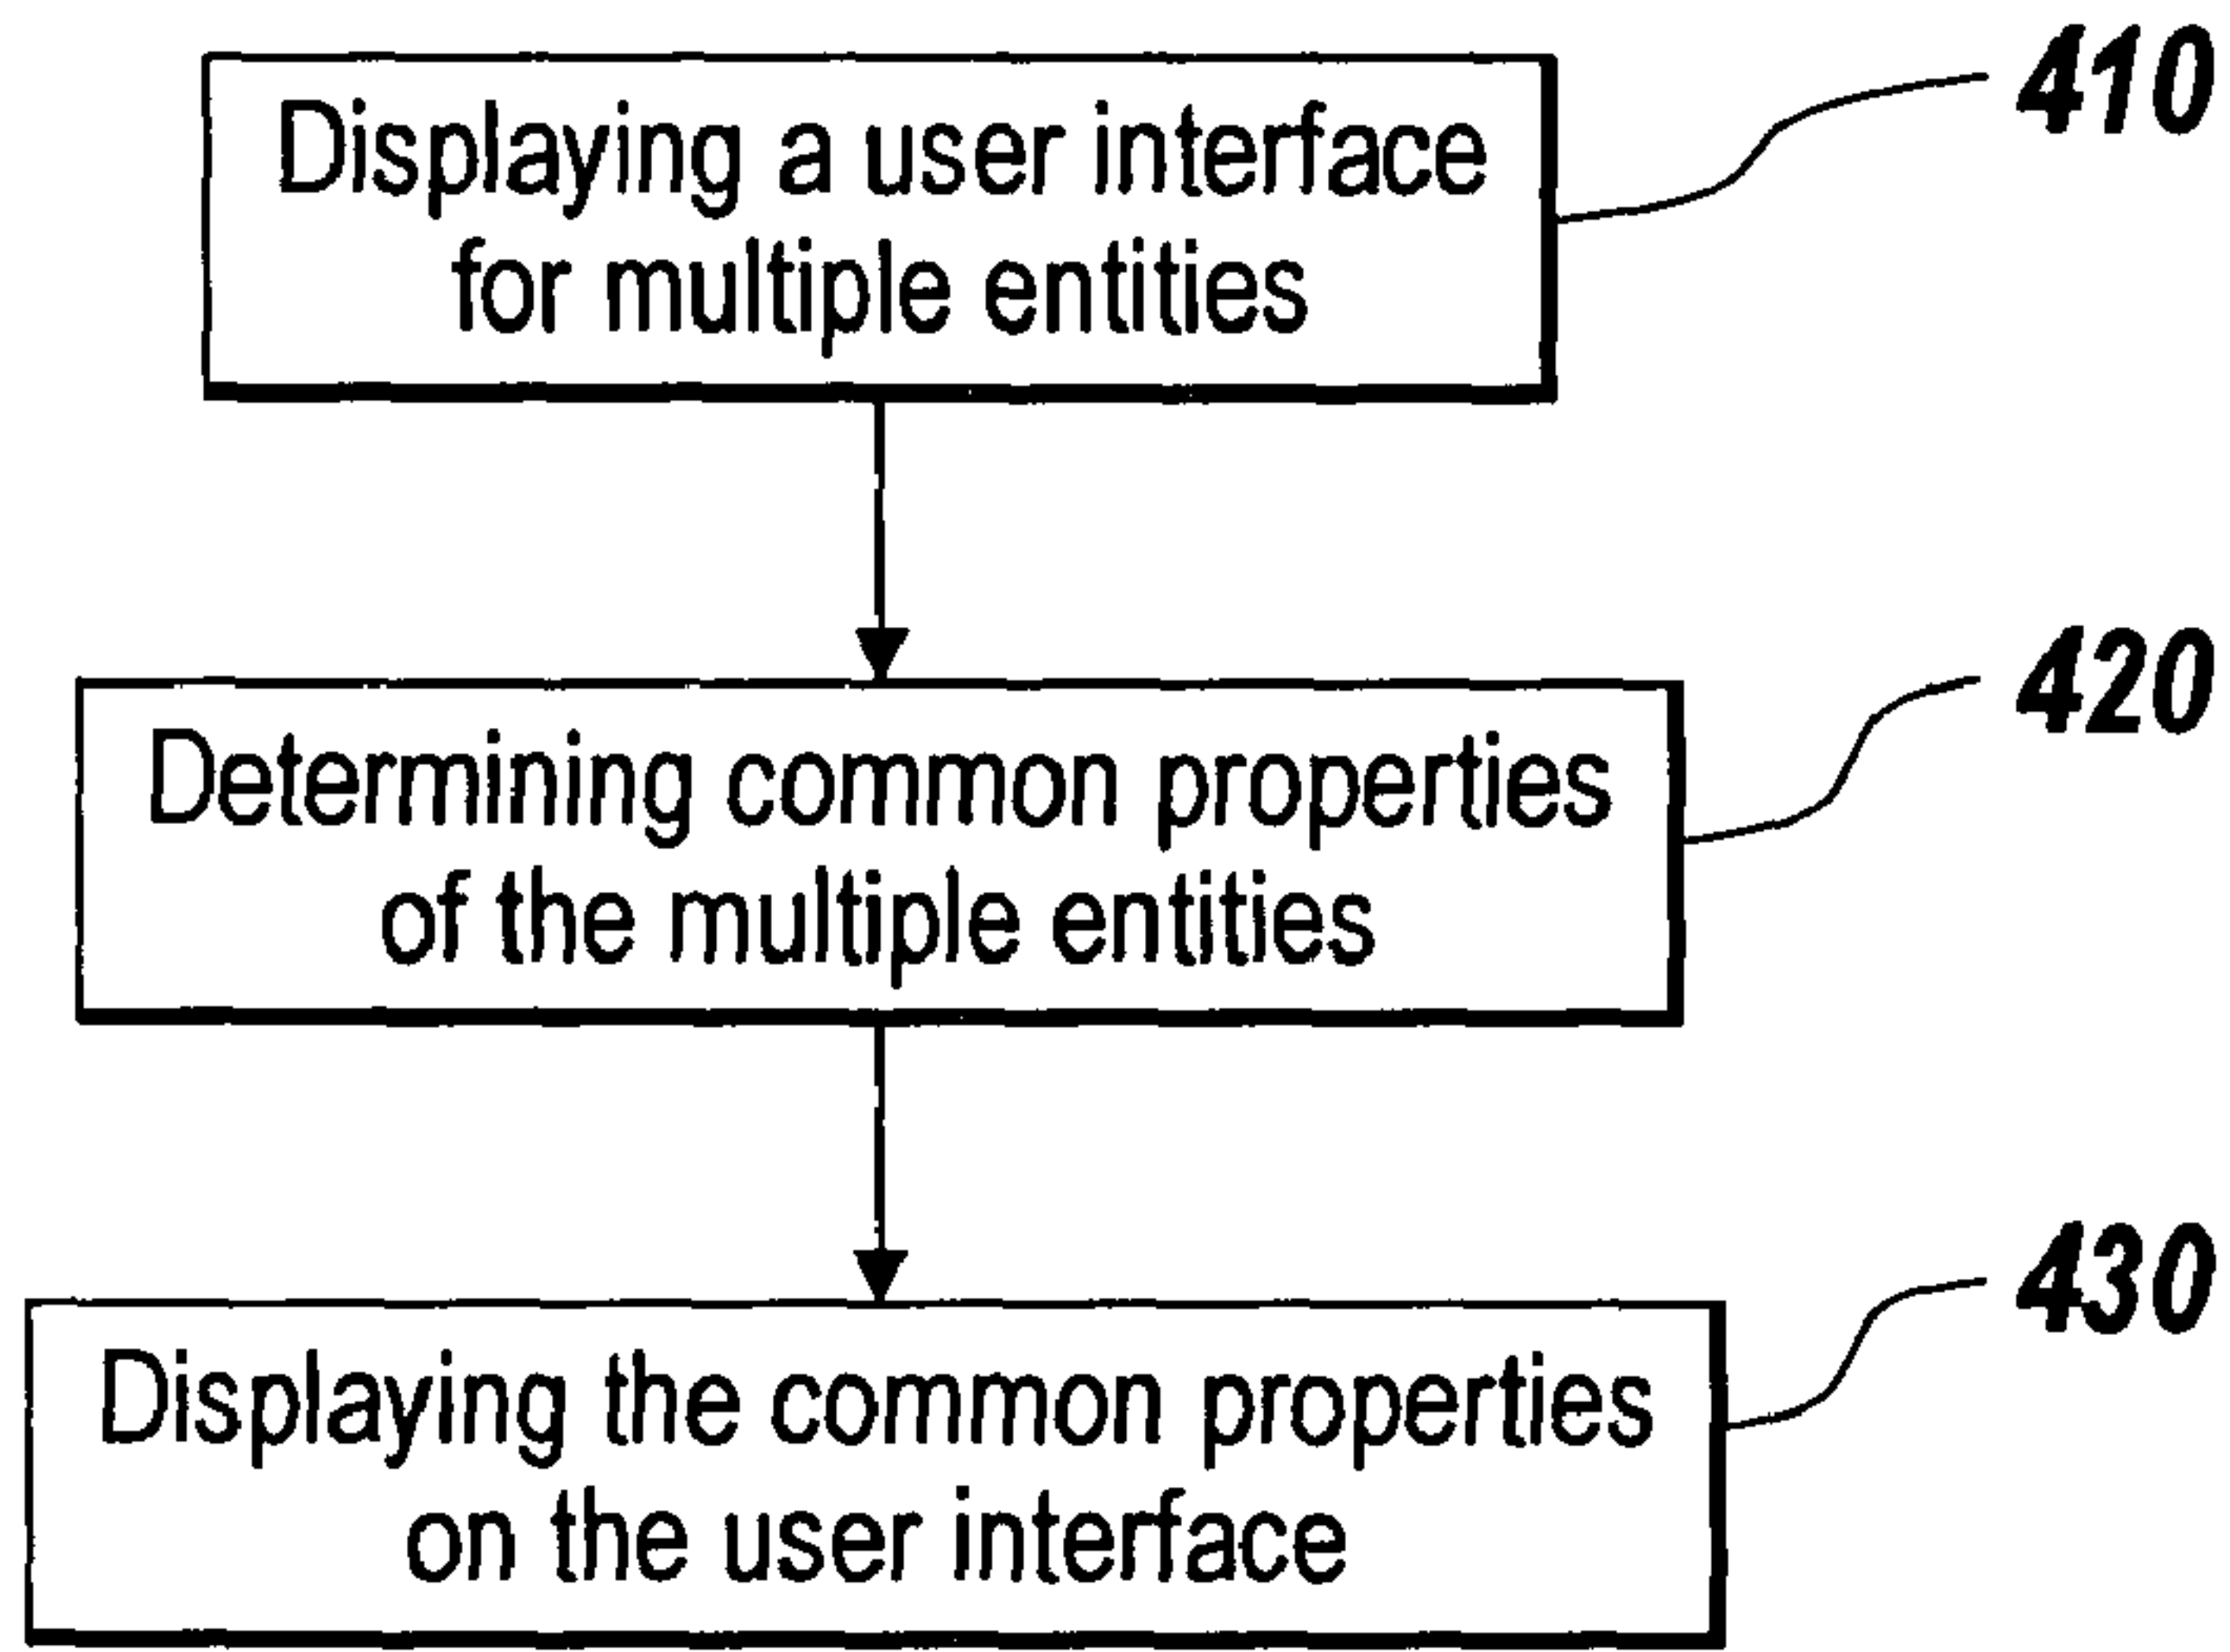 Displaying a user interface
for multiple entities
410
Determining common properties
of the multiple entities
420
Displaying the common properties
on the user interface
430